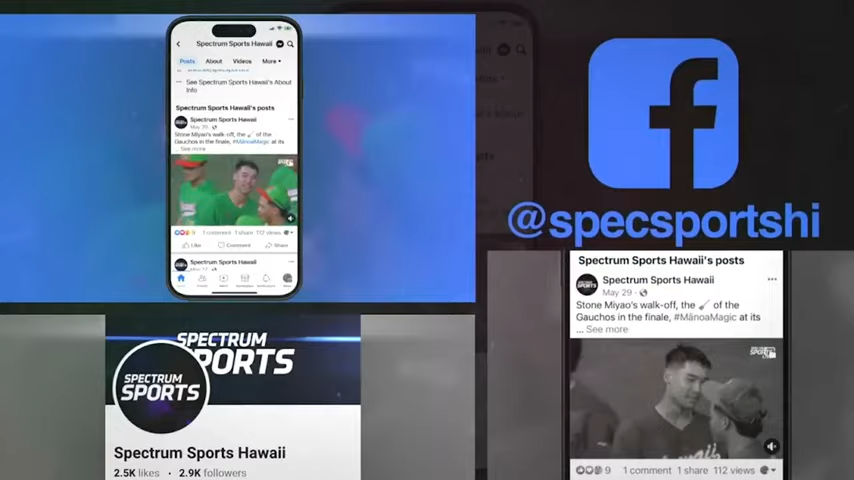 Spectrum Sports Hawaii
Posts About Videos More
See Spectrum Sports Hawaii's About
Info
Spectrum Sports Hawaii's posts
Spectrum Sports Hawaii
May 29
Stone Miyao's walk-off, the 🧹 of the
Gauchos in the finale, #MānoaMagic at its
... See more
9 1 comment 1 share 112 views
Like Comment Share
Spectrum Sports Hawaii
@specsportshi
Spectrum Sports Hawaii's posts
SPECTRUM
SPORTS
Spectrum Sports Hawaii
May 29
Stone Miyao's walk-off, the 🧹 of the
Gauchos in the finale, #MānoaMagic at its
... See more
9 1 comment 1 share 112 views
SPECTRUM
SPORTS
SPECTRUM
SPORTS
Spectrum Sports Hawaii
2.5K likes • 2.9K followers